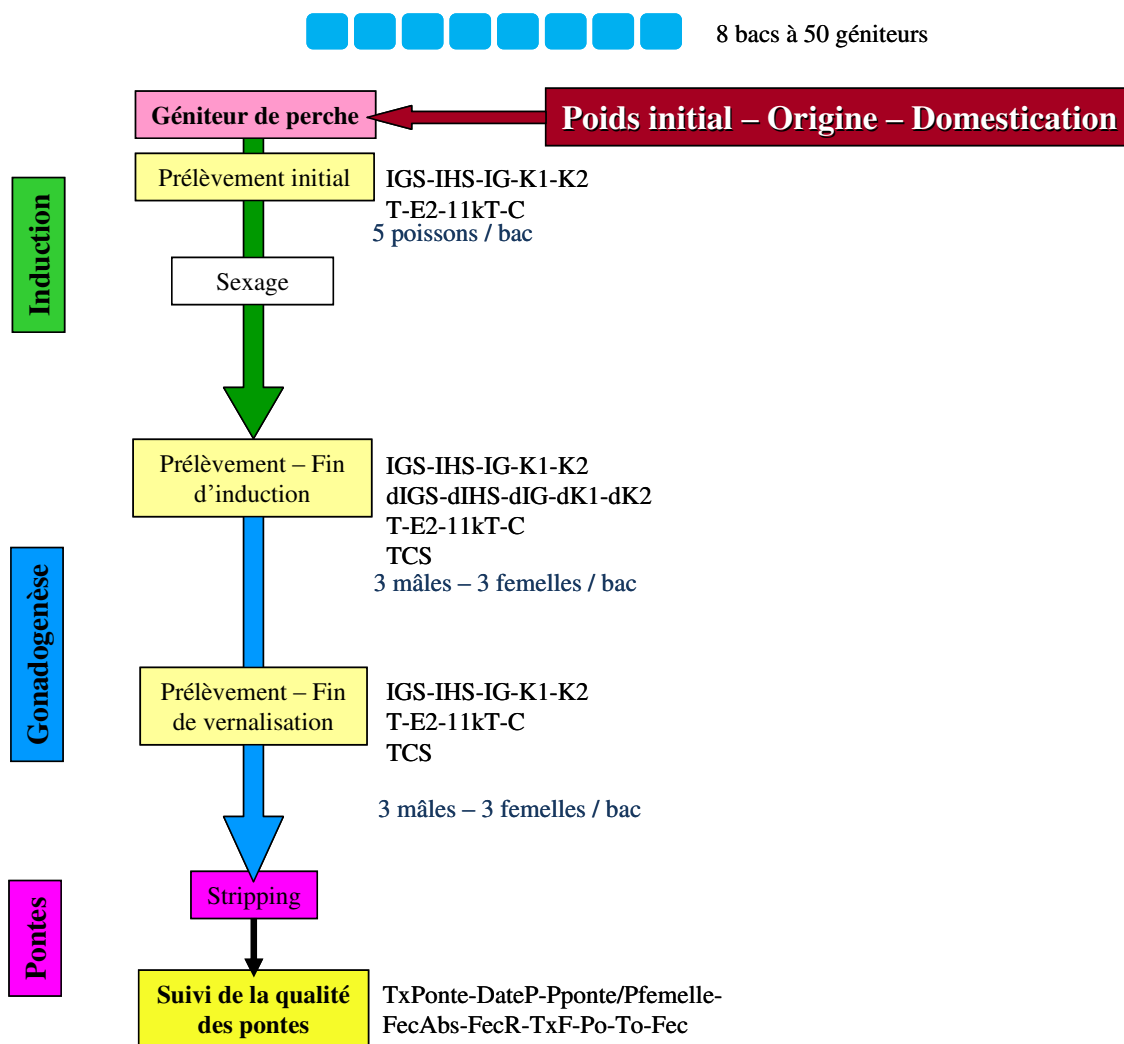 8 bacs à 50 géniteurs
Géniteur de perche
Poids initial – Origine – Domestication
Induction
Prélèvement initial
IGS-IHS-IG-K1-K2
T-E2-11kT-C
5 poissons / bac
Sexage
Prélèvement – Fin
d’induction
IGS-IHS-IG-K1-K2
dIGS-dIHS-dIG-dK1-dK2
T-E2-11kT-C
TCS
3 mâles – 3 femelles / bac
Gonadogenèse
Prélèvement – Fin
de vernalisation
IGS-IHS-IG-K1-K2
T-E2-11kT-C
TCS
3 mâles – 3 femelles / bac
Pontes
Stripping
Suivi de la qualité
des pontes
TxPonte-DateP-Pponte/Pfemelle-
FecAbs-FecR-TxF-Po-To-Fec